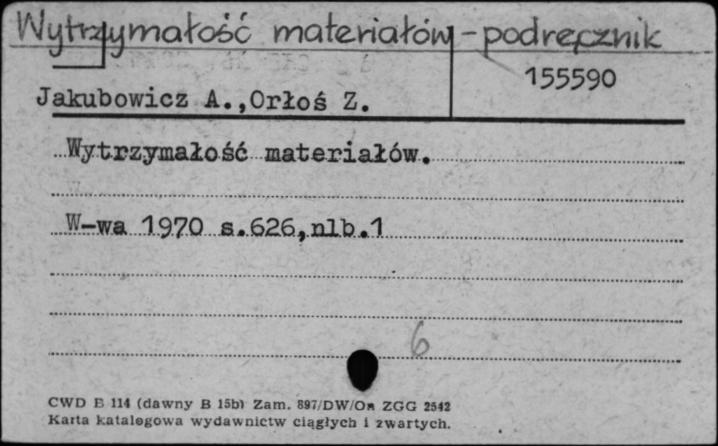 Wytrzymałość materiałów - podręcznik
155590
Jakubowicz A.,Orłoś Z.
Wytrzymałość materiałów.
W-wa 1970 s.626,nlb.1
6
CWD B 114 (dawny B 15b) Zam. 897/DW/On ZGG 2542
Karta katalogowa wydawnictw ciągłych i zwartych.